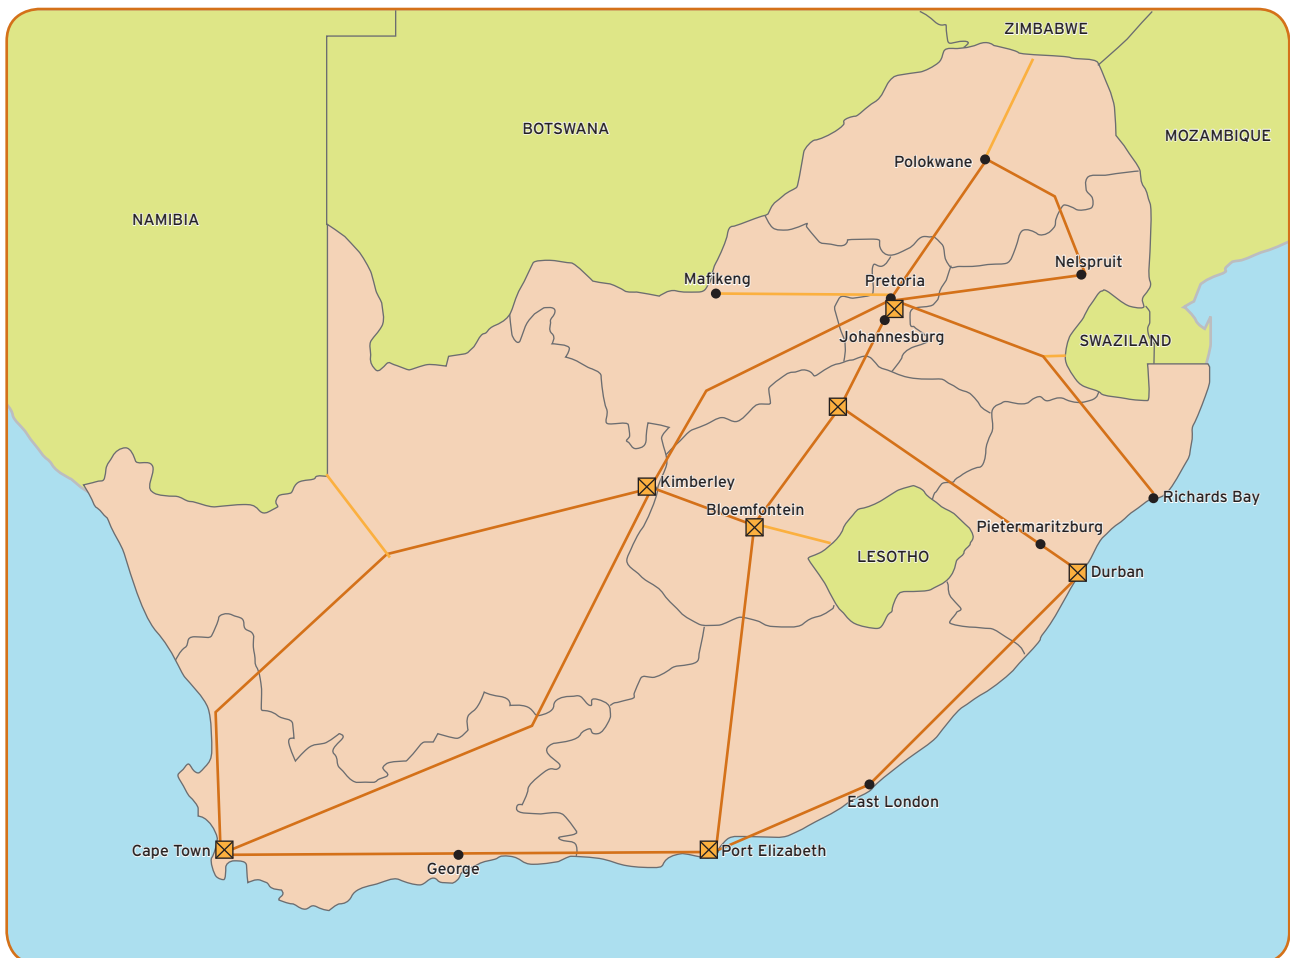 ZIMBABWE
BOTSWANA
MOZAMBIQUE
Polokwane
NAMIBIA
Nelspruit
Mafikeng
Pretoria
Johannesburg
SWAZILAND
Kimberley
Richards Bay
Bloemfontein
Pietermaritzburg
LESOTHO
Durban
East London
Cape Town
Port Elizabeth
George